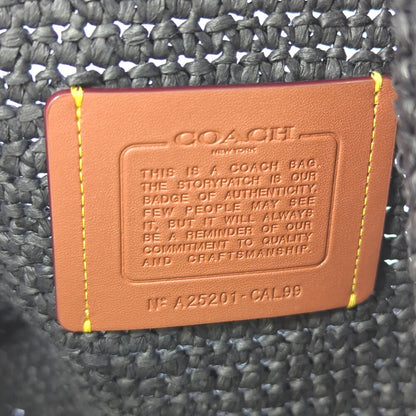 COACH
NEW YORK
THIS IS A COACH BAG.
THE STORYPATCH IS OUR
BADGE OF AUTHENTICITY.
FEW PEOPLE MAY SEE
IT, BUT IT WILL ALWAYS
BE A REMINDER OF OUR
COMMITMENT TO QUALITY
AND CRAFTSMANSHIP.
Nº A25201-CAL99